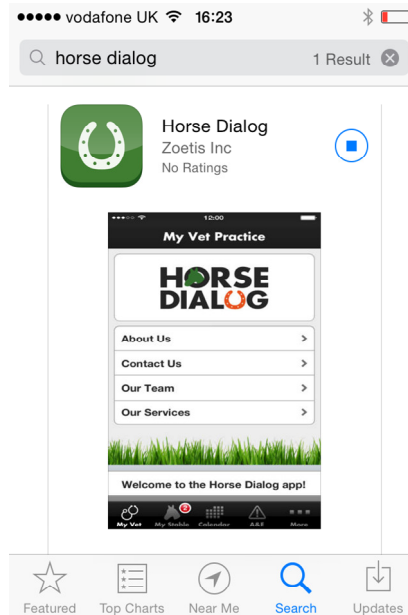 vodafone UK 16:23
horse dialog 1 Result
Horse Dialog
Zoetis Inc
No Ratings
12:00
My Vet Practice
HORSE
DIALOG
About Us >
Contact Us >
Our Team >
Our Services >
Welcome to the Horse Dialog app!
2
My Vet My Stable Calendar A&E More
Featured Top Charts Near Me Search Updates